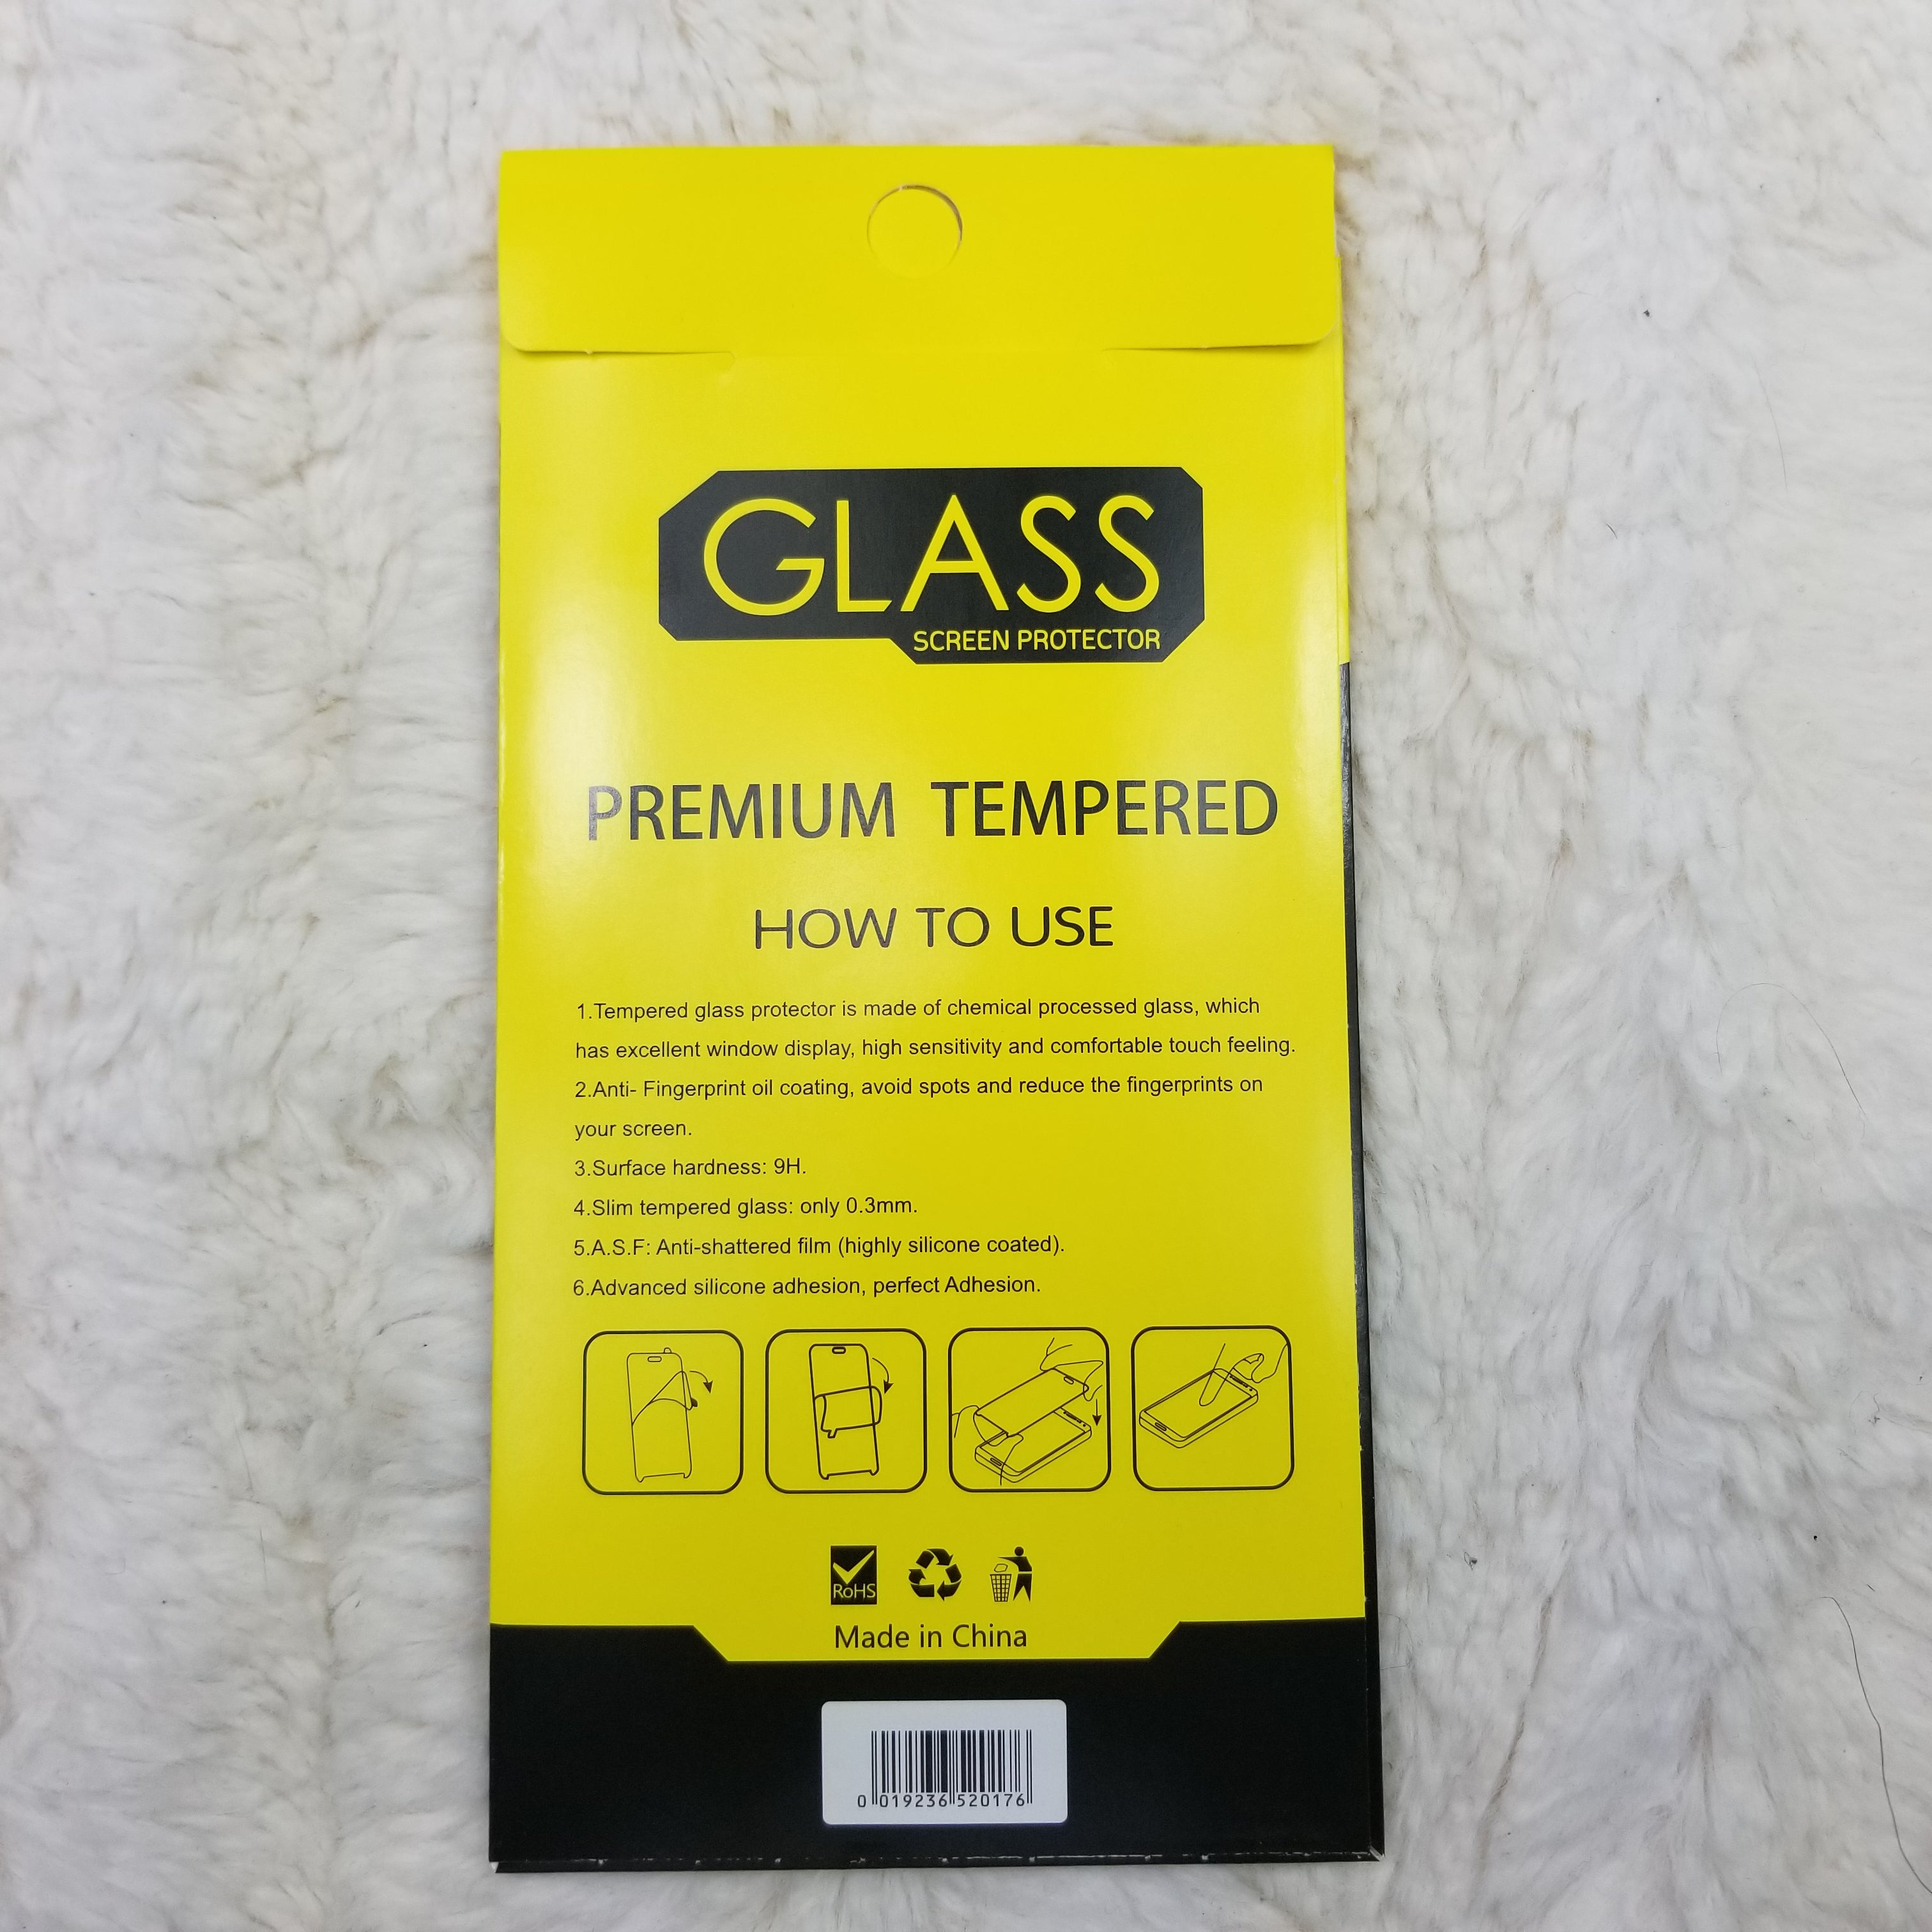 GLASS
SCREEN PROTECTOR
PREMIUM TEMPERED
HOW TO USE
1.Tempered glass protector is made of chemical processed glass, which
has excellent window display, high sensitivity and comfortable touch feeling.
2.Anti- Fingerprint oil coating, avoid spots and reduce the fingerprints on
your screen.
3.Surface hardness: 9H.
4.Slim tempered glass: only 0.3mm.
5.A.S.F: Anti-shattered film (highly silicone coated).
6.Advanced silicone adhesion, perfect Adhesion.
RoHS
Made in China
0 019236 520176